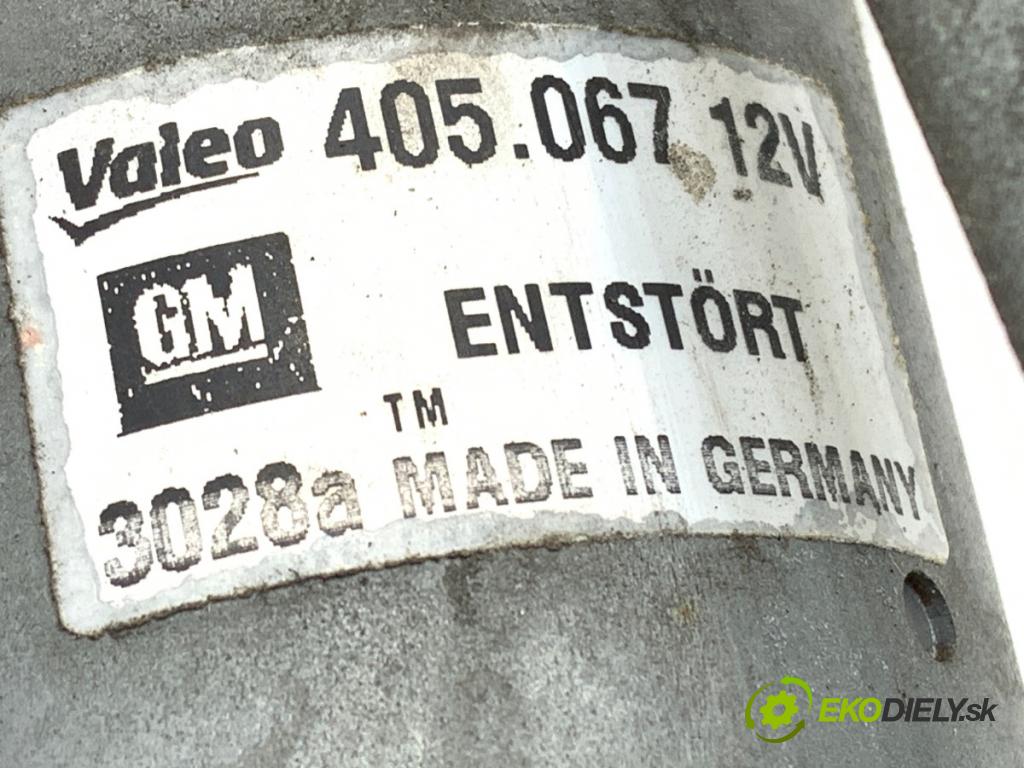 Valeo 405.067 12V
GM ENTSTÖRT
TM
3028a MADE IN GERMANY
EKODIELY.sk